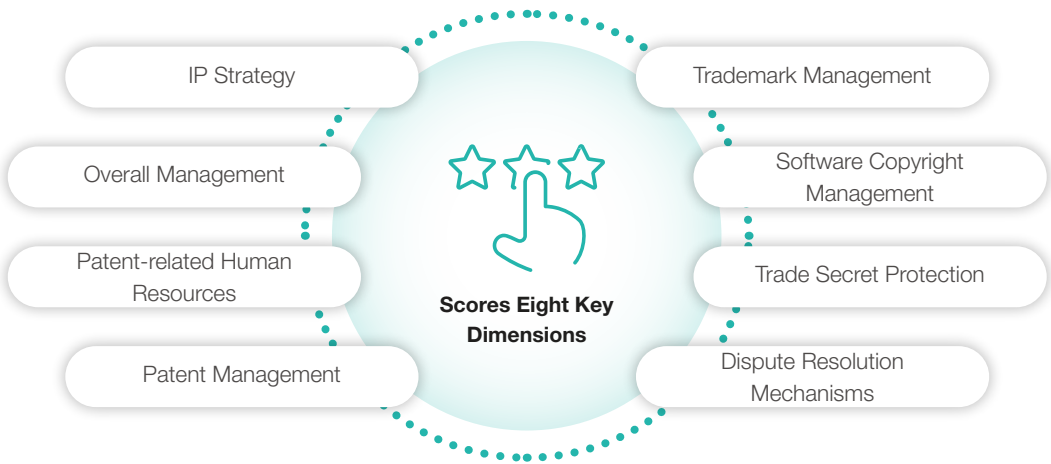 IP Strategy
Overall Management
Patent-related Human
Resources
Patent Management
Scores Eight Key
Dimensions
Trademark Management
Software Copyright
Management
Trade Secret Protection
Dispute Resolution
Mechanisms